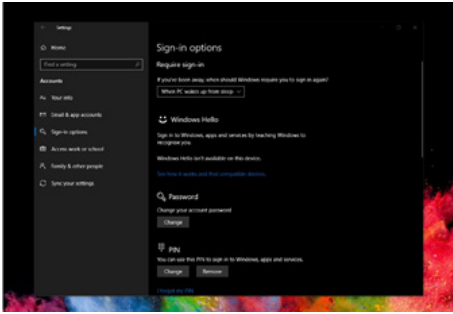 Settings
Home
Find a setting
Accounts
Your info
Email & app accounts
Sign-in options
Access work or school
Family & other people
Sync your settings
Sign-in options
Require sign-in
If you've been away, when should Windows require you to sign in again?
When PC wakes up from sleep
Windows Hello
Sign in to Windows, apps and services by teaching Windows to
recognise you.
Windows Hello isn't available on this device.
See how it works and find compatible devices.
Password
Change your account password
Change
PIN
You can use this PIN to sign in to Windows, apps and services.
Change Remove
I forgot my PIN